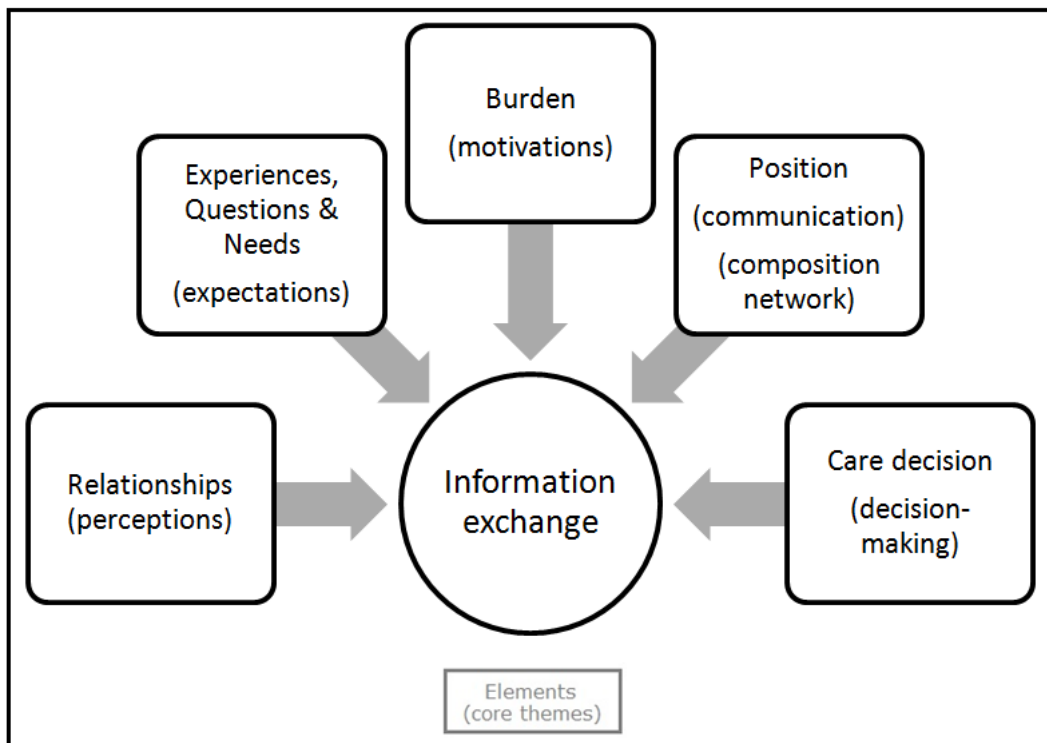 Burden
(motivations)
Experiences,
Questions &
Needs
(expectations)
Position
(communication)
(composition
network)
Relationships
(perceptions)
Information
exchange
Care decision
(decision-
making)
Elements
(core themes)